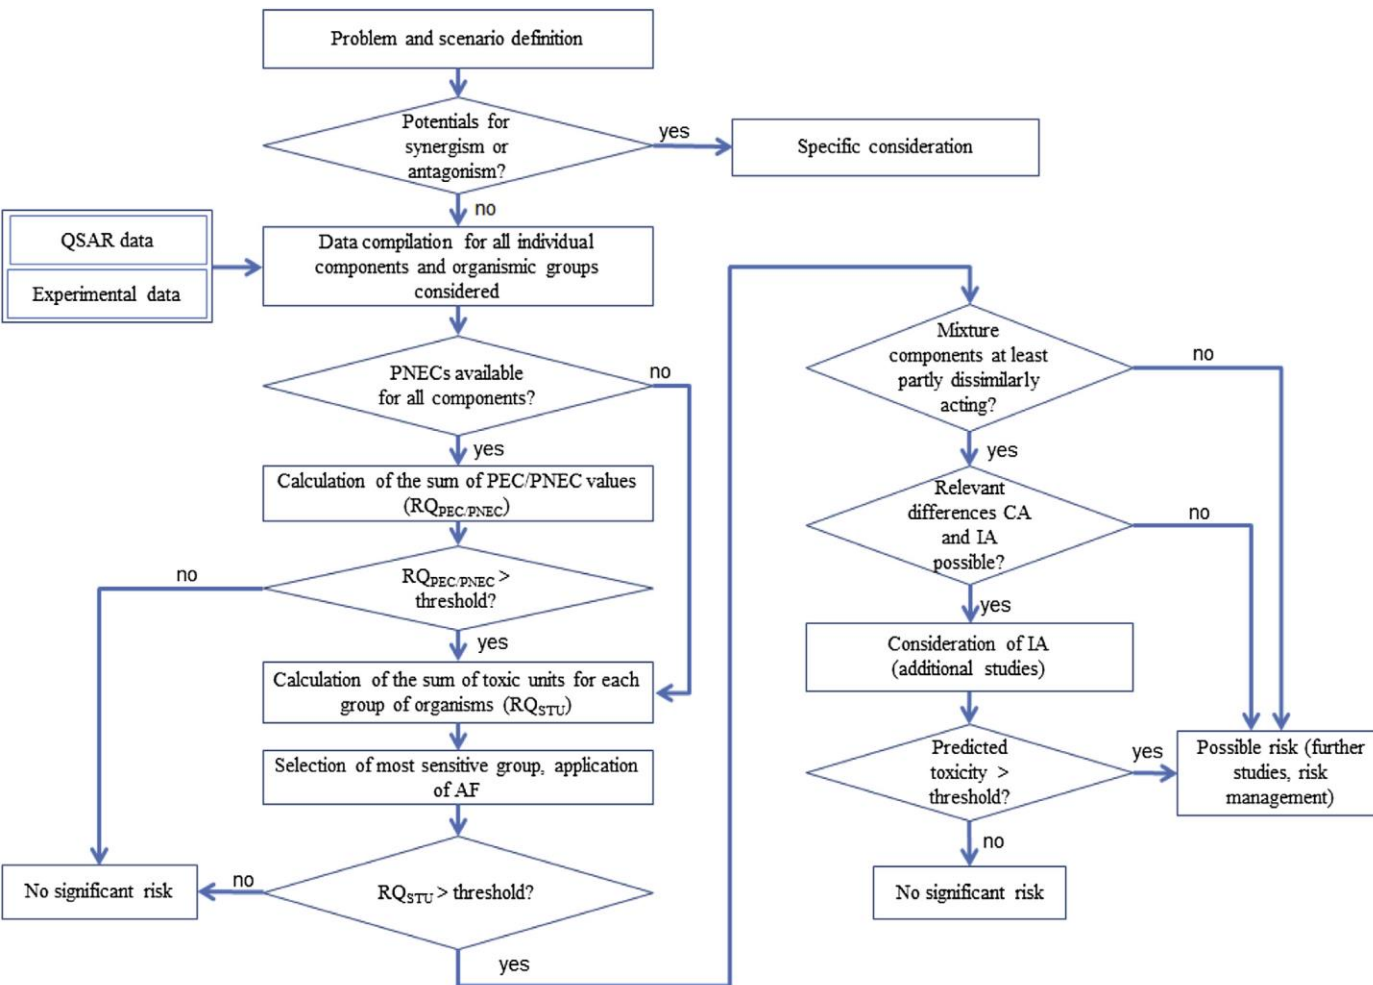 Problem and scenario definition
Potentials for
synergism or
antagonism?
yes
Specific consideration
no
QSAR data
Experimental data
Data compilation for all individual
components and organismic groups
considered
PNECs available
for all components?
no
yes
Calculation of the sum of PEC/PNEC values
(RQPEC/PNEC)
no
RQPEC/PNEC >
threshold?
yes
Calculation of the sum of toxic units for each
group of organisms (RQSTU)
Selection of most sensitive group, application
of AF
No significant risk
no
RQSTU > threshold?
yes
Mixture
components at least
partly dissimilarly
acting?
no
yes
Relevant
differences CA
and IA
possible?
no
yes
Consideration of IA
(additional studies)
Predicted
toxicity >
threshold?
yes
Possible risk (further
studies, risk
management)
no
No significant risk